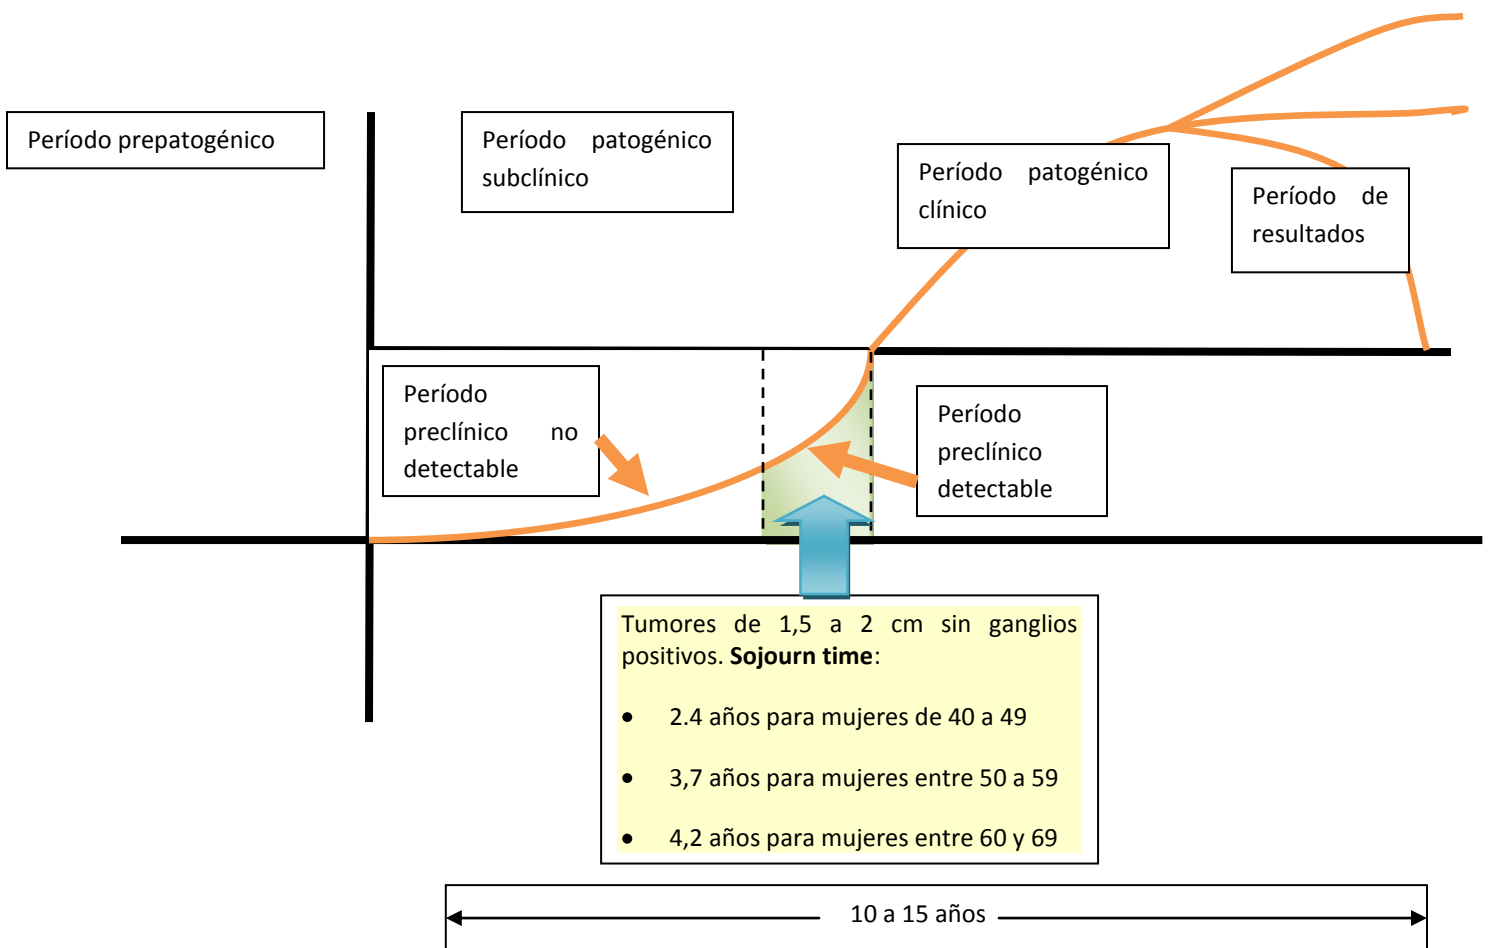 Período prepatogénico
Período patogénico
subclínico
Período patogénico
clínico
Período de
resultados
Período
preclínico no
detectable
Período
preclínico
detectable
Tumores de 1,5 a 2 cm sin ganglios
positivos. Sojourn time:
• 2.4 años para mujeres de 40 a 49
• 3,7 años para mujeres entre 50 a 59
• 4,2 años para mujeres entre 60 y 69
10 a 15 años